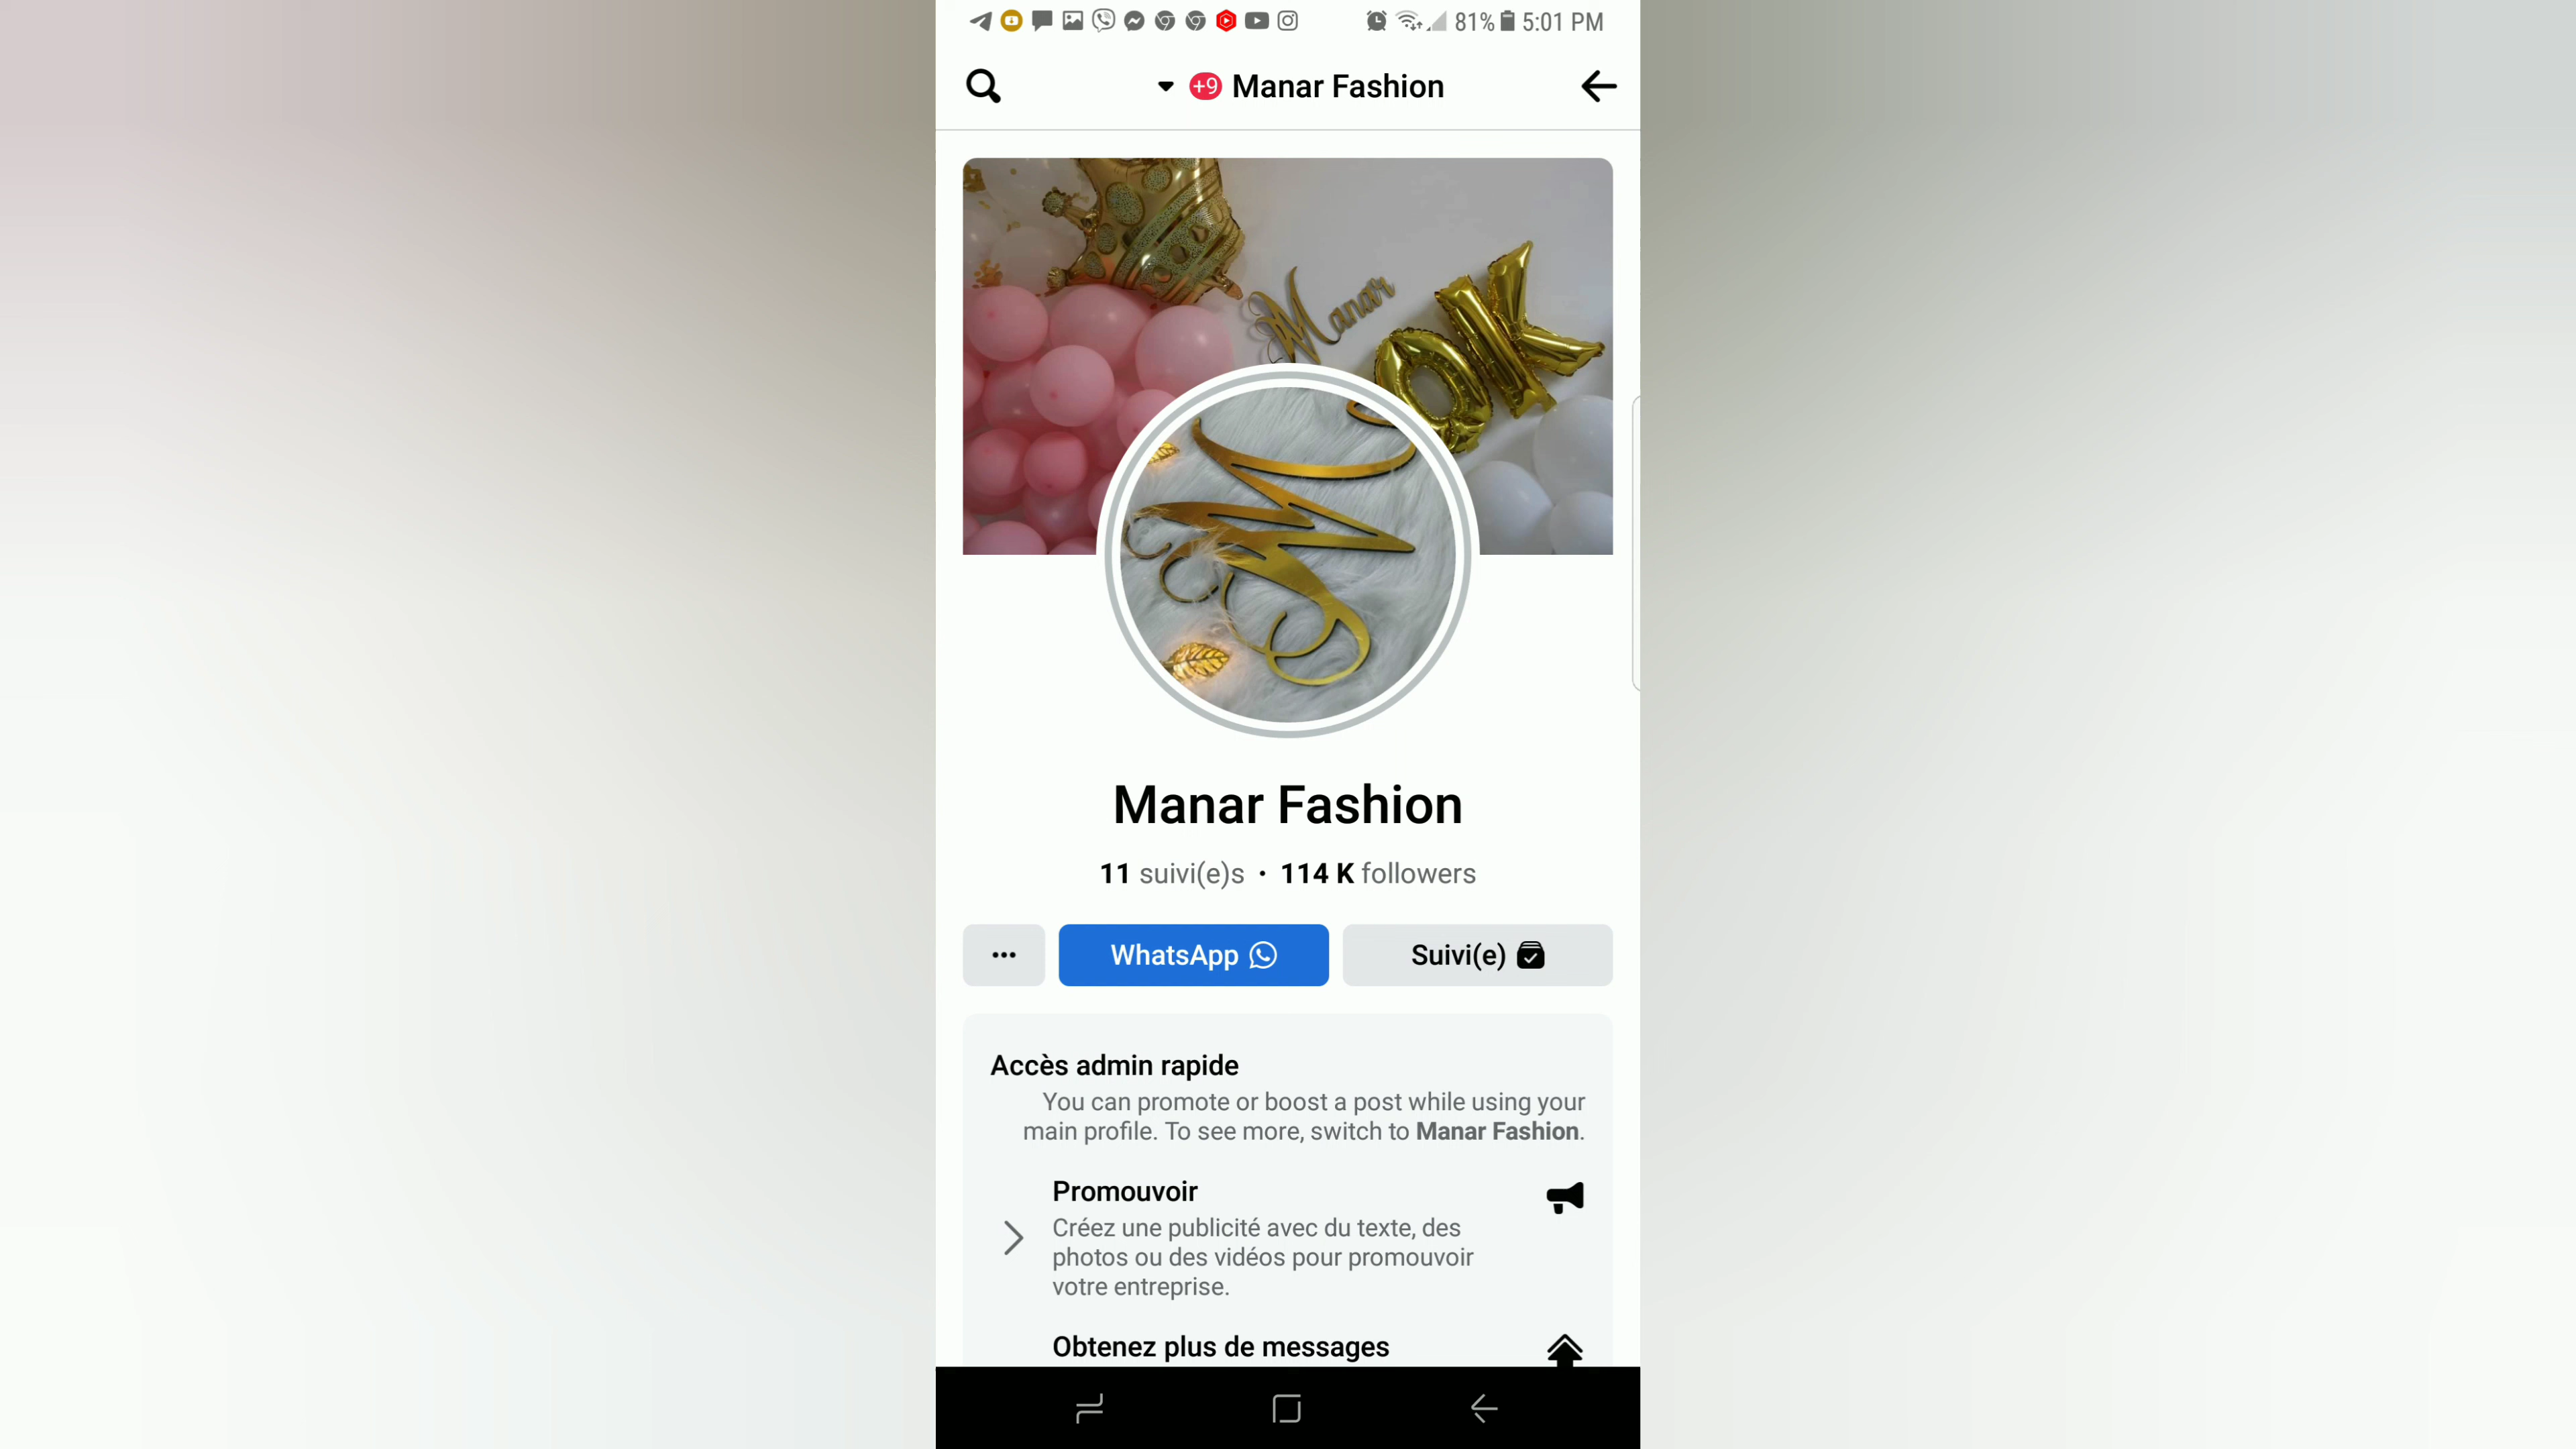 81% 5:01 PM
+9 Manar Fashion
Manar
OK
M
Manar Fashion
11 suivi(e)s • 114 K followers
... WhatsApp Suivi(e)
Accès admin rapide
You can promote or boost a post while using your
main profile. To see more, switch to Manar Fashion.
Promouvoir
Créez une publicité avec du texte, des
photos ou des vidéos pour promouvoir
votre entreprise.
Obtenez plus de messages